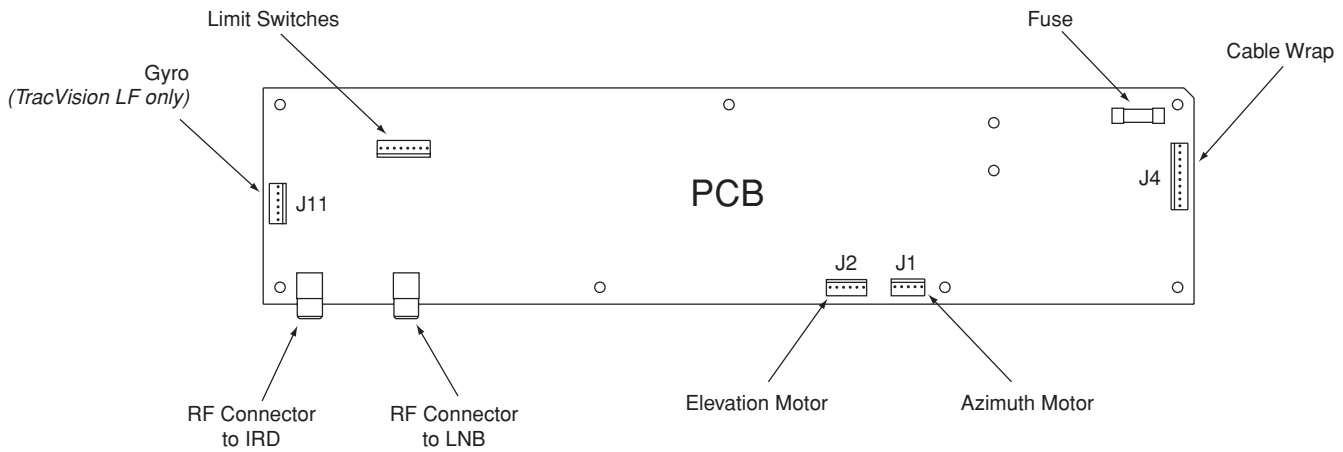 Limit Switches
Fuse
Cable Wrap
Gyro
(TracVision LF only)
J11
PCB
J4
J2
J1
RF Connector
to IRD
RF Connector
to LNB
Elevation Motor
Azimuth Motor